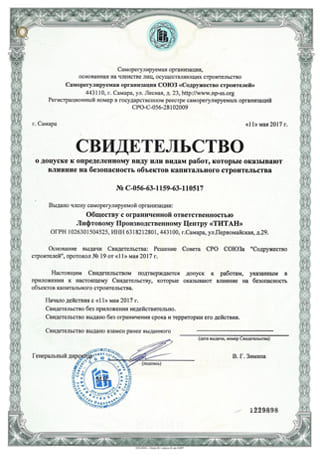 Саморегулируемая организация,
основанная на членстве лиц, осуществляющих строительство
Саморегулируемая организация СОЮЗ «Содружество строителей»
443110, г. Самара, ул. Лесная, д. 23, http://www.np-ss.org
Регистрационный номер в государственном реестре саморегулируемых организаций
СРО-С-056-28102009
г. Самара «11» мая 2017 г.
СВИДЕТЕЛЬСТВО
о допуске к определенному виду или видам работ, которые оказывают
влияние на безопасность объектов капитального строительства
№ С-056-63-1159-63-110517
Выдано члену саморегулируемой организации:
Обществу с ограниченной ответственностью
Лифтовому Производственному Центру «ТИТАН»
ОГРН 1026301504525, ИНН 6318212801, 443100, г.Самара, ул.Первомайская, д.29.
Основание выдачи Свидетельства: Решение Совета СРО СОЮЗа "Содружество
строителей", протокол № 19 от «11» мая 2017 г.
Настоящим Свидетельством подтверждается допуск к работам, указанным в
приложении к настоящему Свидетельству, которые оказывают влияние на безопасность
объектов капитального строительства.
Начало действия с «11» мая 2017 г.
Свидетельство без приложения недействительно.
Свидетельство выдано без ограничения срока и территории его действия.
Свидетельство выдано взамен ранее выданного
(дата выдачи, номер Свидетельства)
Генеральный директор В. Г. Зинина
(подпись)
М.П.
1229898